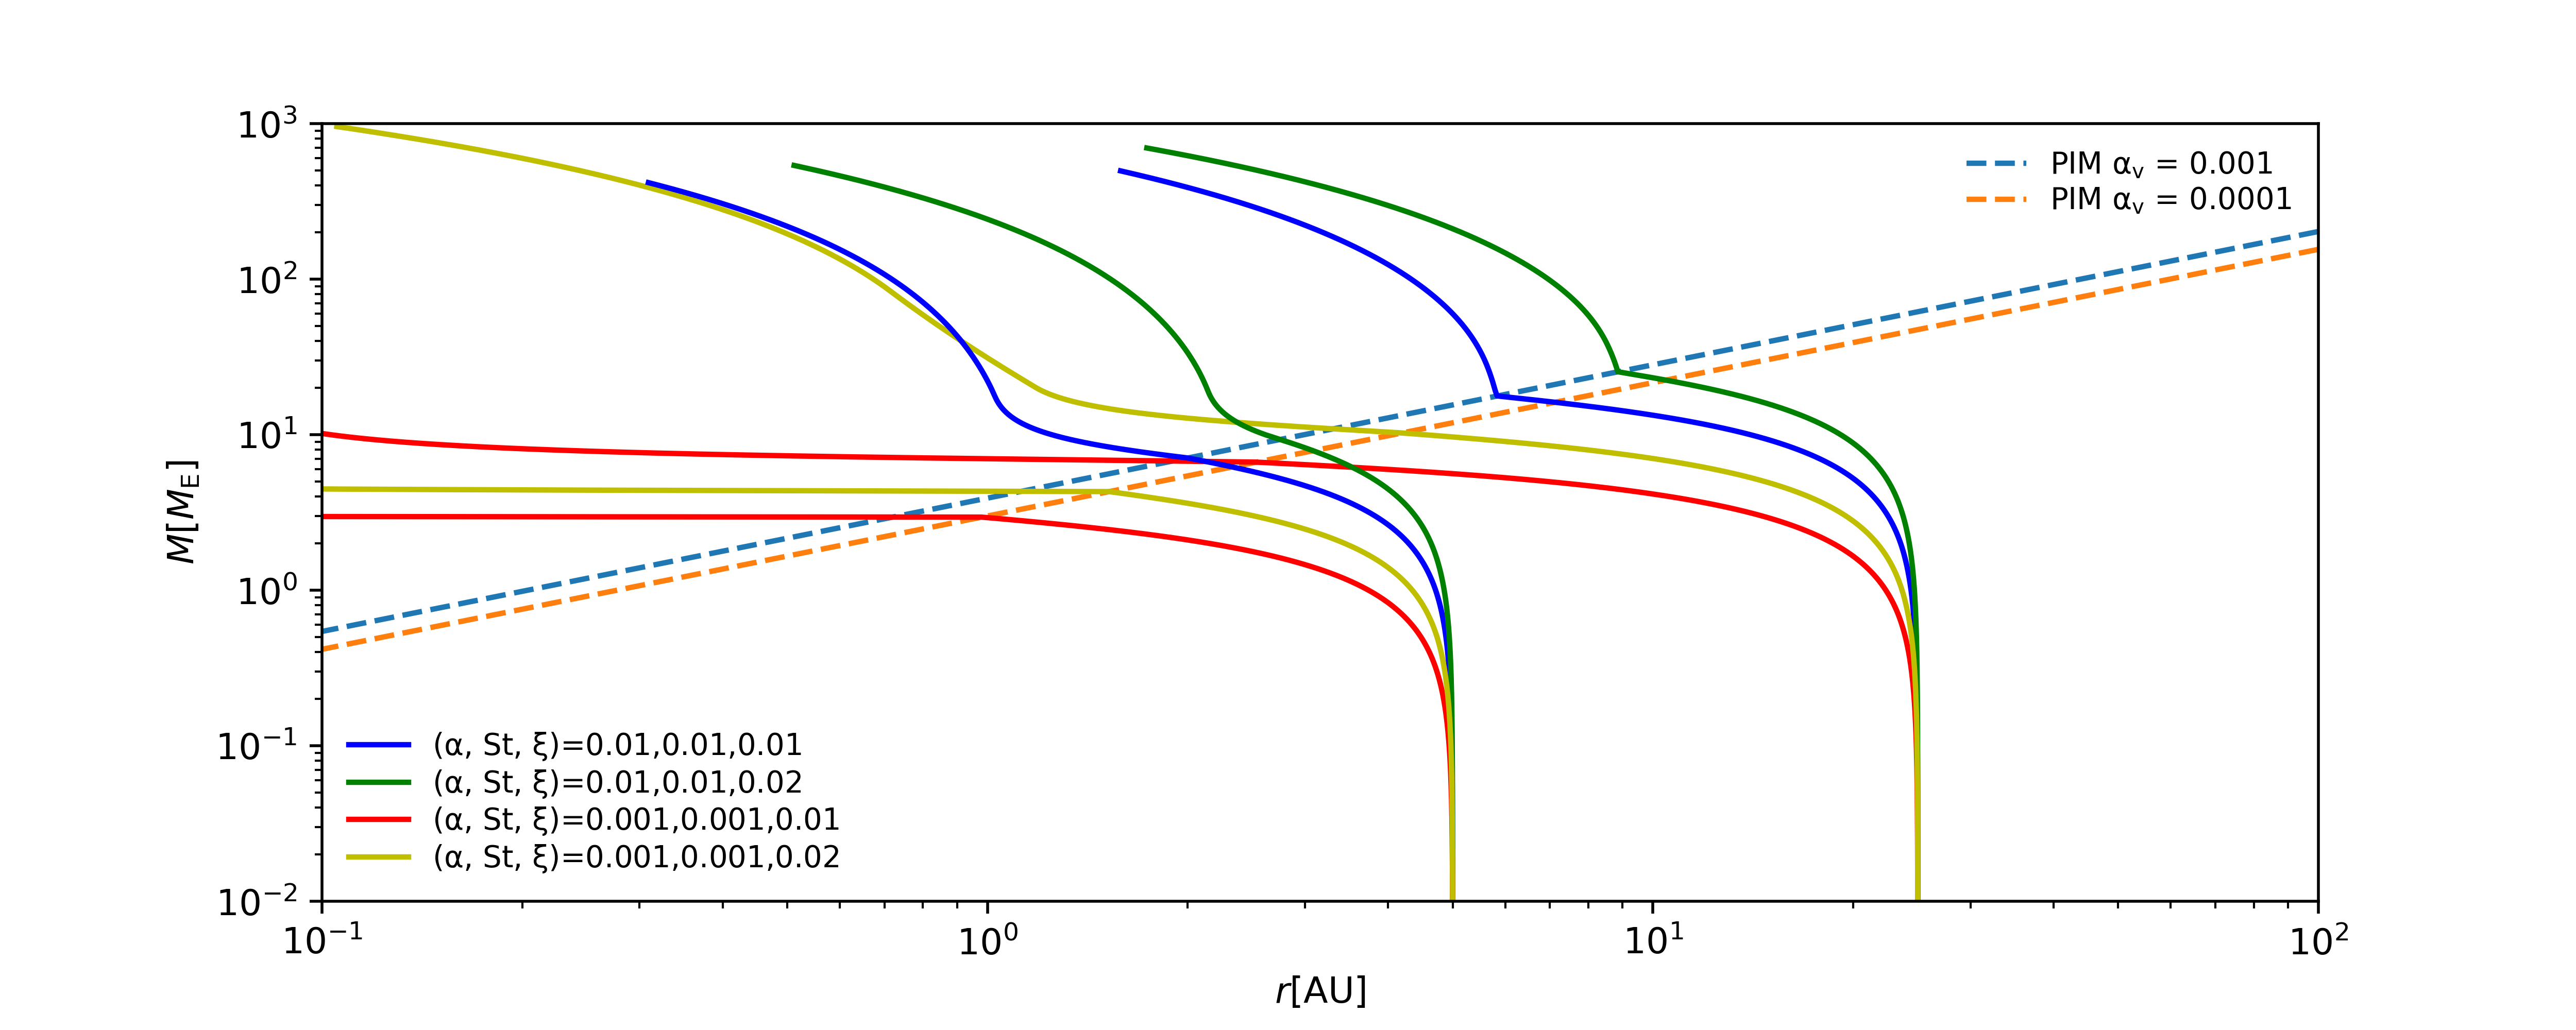 10³
10²
10¹
10⁰
10⁻¹
10⁻²
M[M_E]
PIM α_v = 0.001
PIM α_v = 0.0001
(α, St, ξ)=0.01,0.01,0.01
(α, St, ξ)=0.01,0.01,0.02
(α, St, ξ)=0.001,0.001,0.01
(α, St, ξ)=0.001,0.001,0.02
10⁻¹ 10⁰ 10¹ 10²
r[AU]